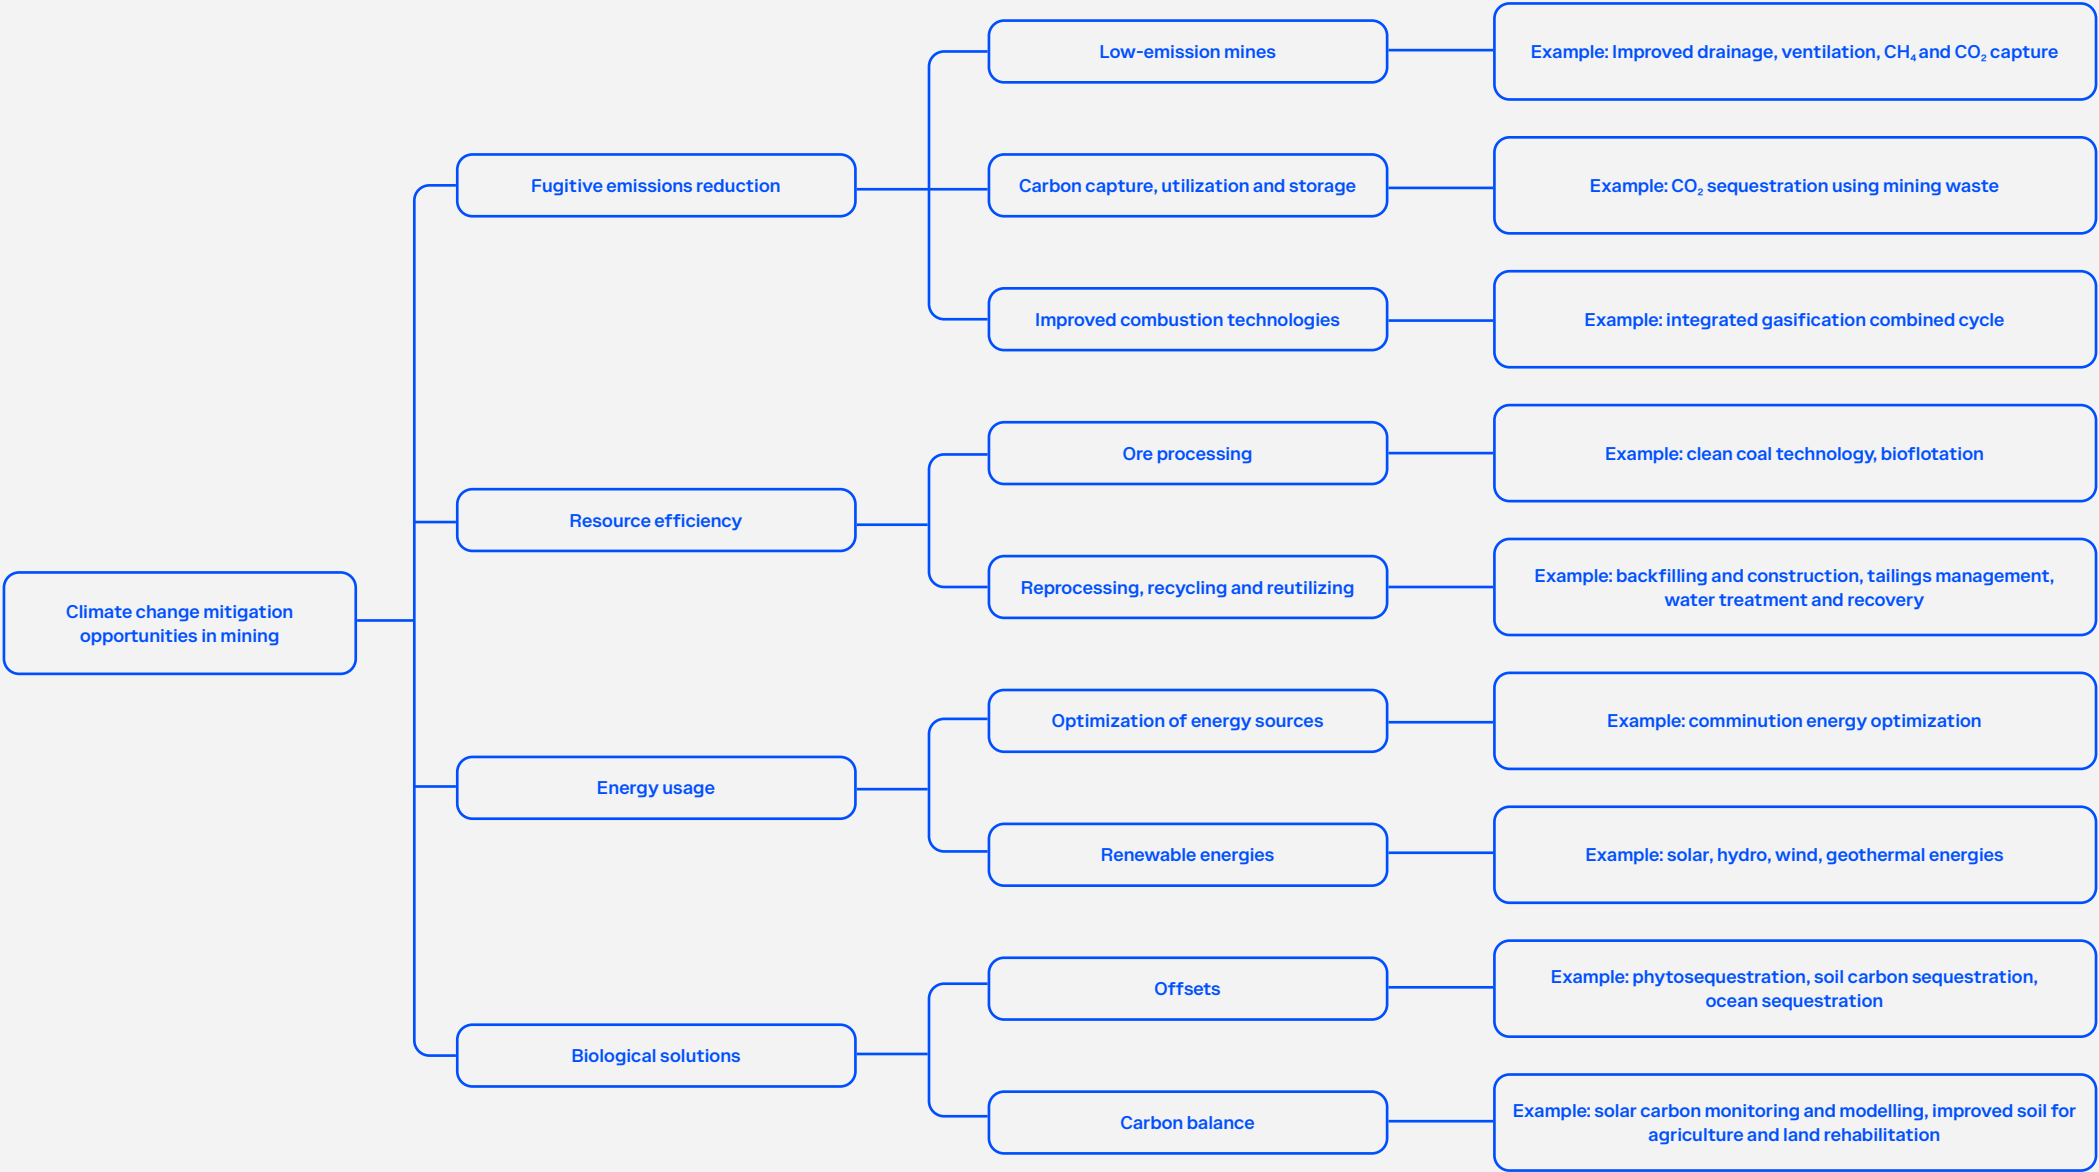 Climate change mitigation
opportunities in mining
Fugitive emissions reduction
Low-emission mines
Example: Improved drainage, ventilation, CH₄ and CO₂ capture
Carbon capture, utilization and storage
Example: CO₂ sequestration using mining waste
Improved combustion technologies
Example: integrated gasification combined cycle
Resource efficiency
Ore processing
Example: clean coal technology, bioflotation
Reprocessing, recycling and reutilizing
Example: backfilling and construction, tailings management,
water treatment and recovery
Energy usage
Optimization of energy sources
Example: comminution energy optimization
Renewable energies
Example: solar, hydro, wind, geothermal energies
Biological solutions
Offsets
Example: phytosequestration, soil carbon sequestration,
ocean sequestration
Carbon balance
Example: solar carbon monitoring and modelling, improved soil for
agriculture and land rehabilitation